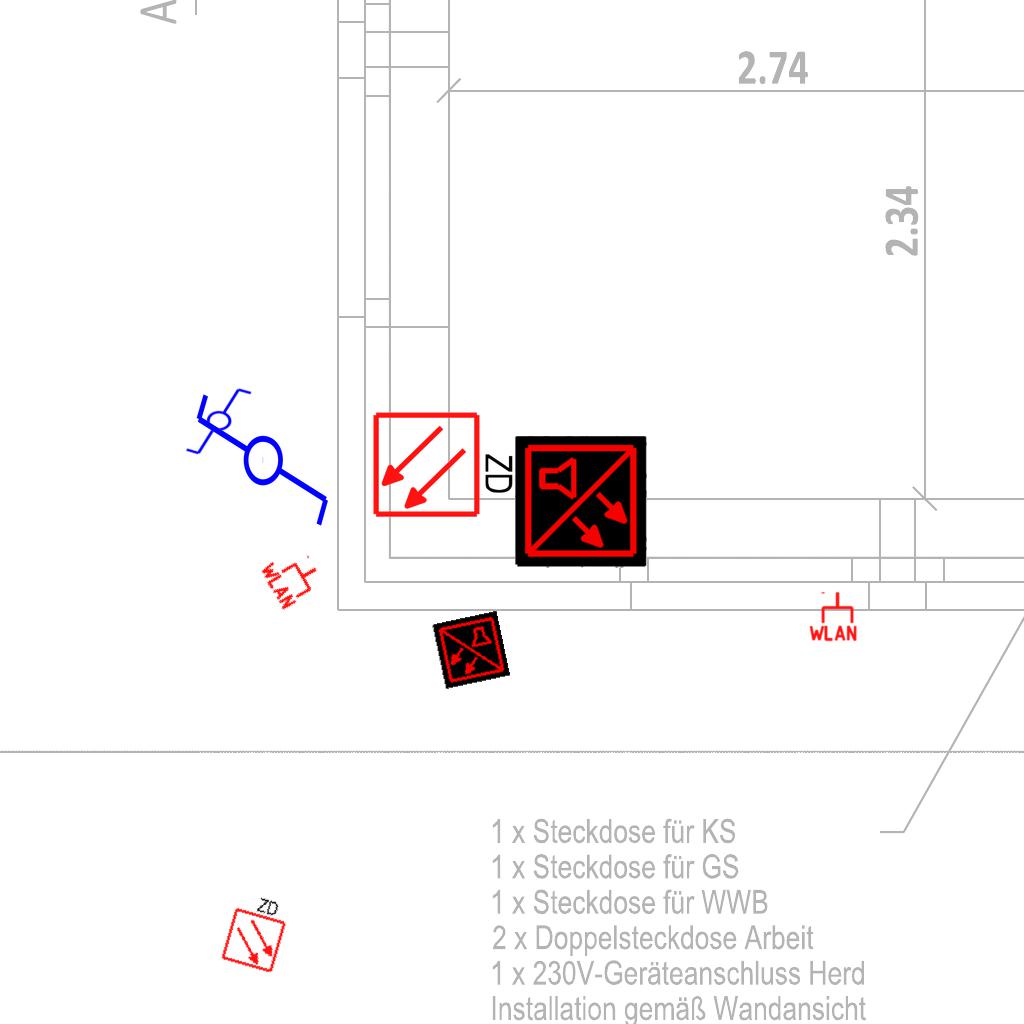 A
2.74
2.34
ZD
WLAN
WLAN
1 x Steckdose für KS
1 x Steckdose für GS
1 x Steckdose für WWB
2 x Doppelsteckdose Arbeit
1 x 230V-Geräteanschluss Herd
Installation gemäß Wandansicht
ZD